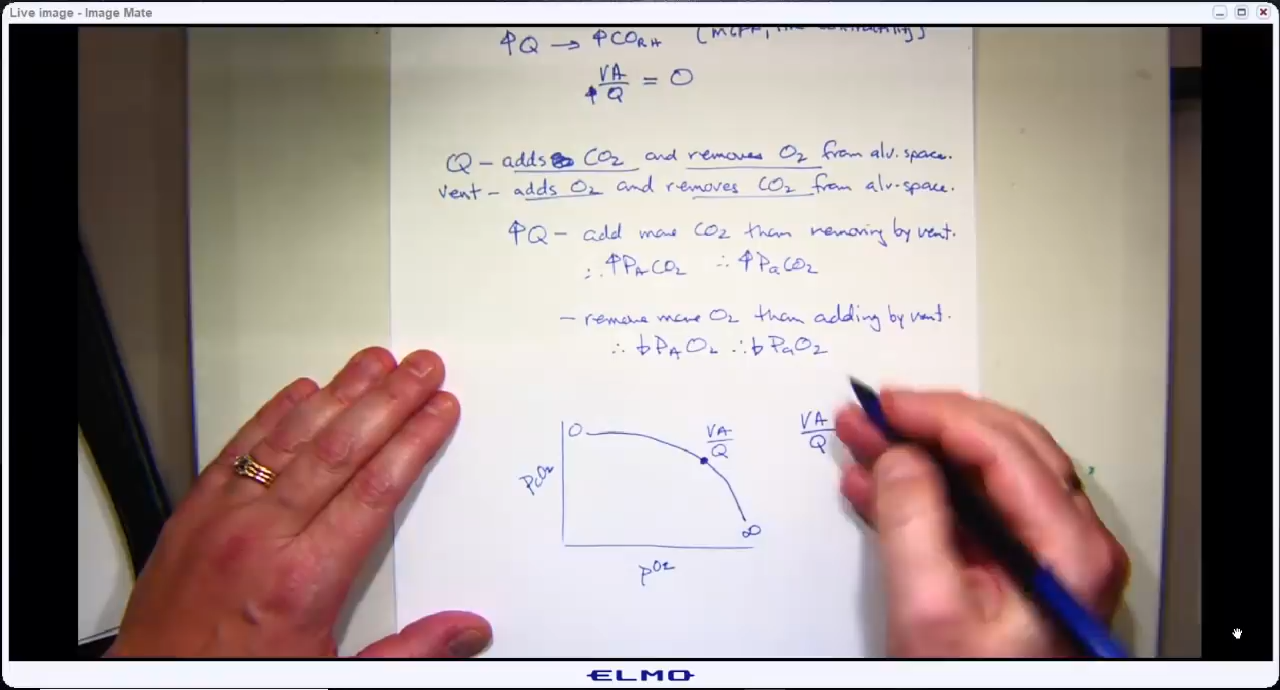 Live image - Image Mate
↑Q → ↑CO_RH
↑ VA/Q = 0
Q - adds CO2 and removes O2 from alv. space.
vent - adds O2 and removes CO2 from alv. space.
↑Q - add more CO2 than removing by vent.
∴ ↑PACO2 ∴ ↑PaCO2
- remove more O2 than adding by vent.
∴ ↓PAO2 ∴ ↓PaO2
0
VA/Q
VA/Q
PCO2
∞
PO2
ELMO